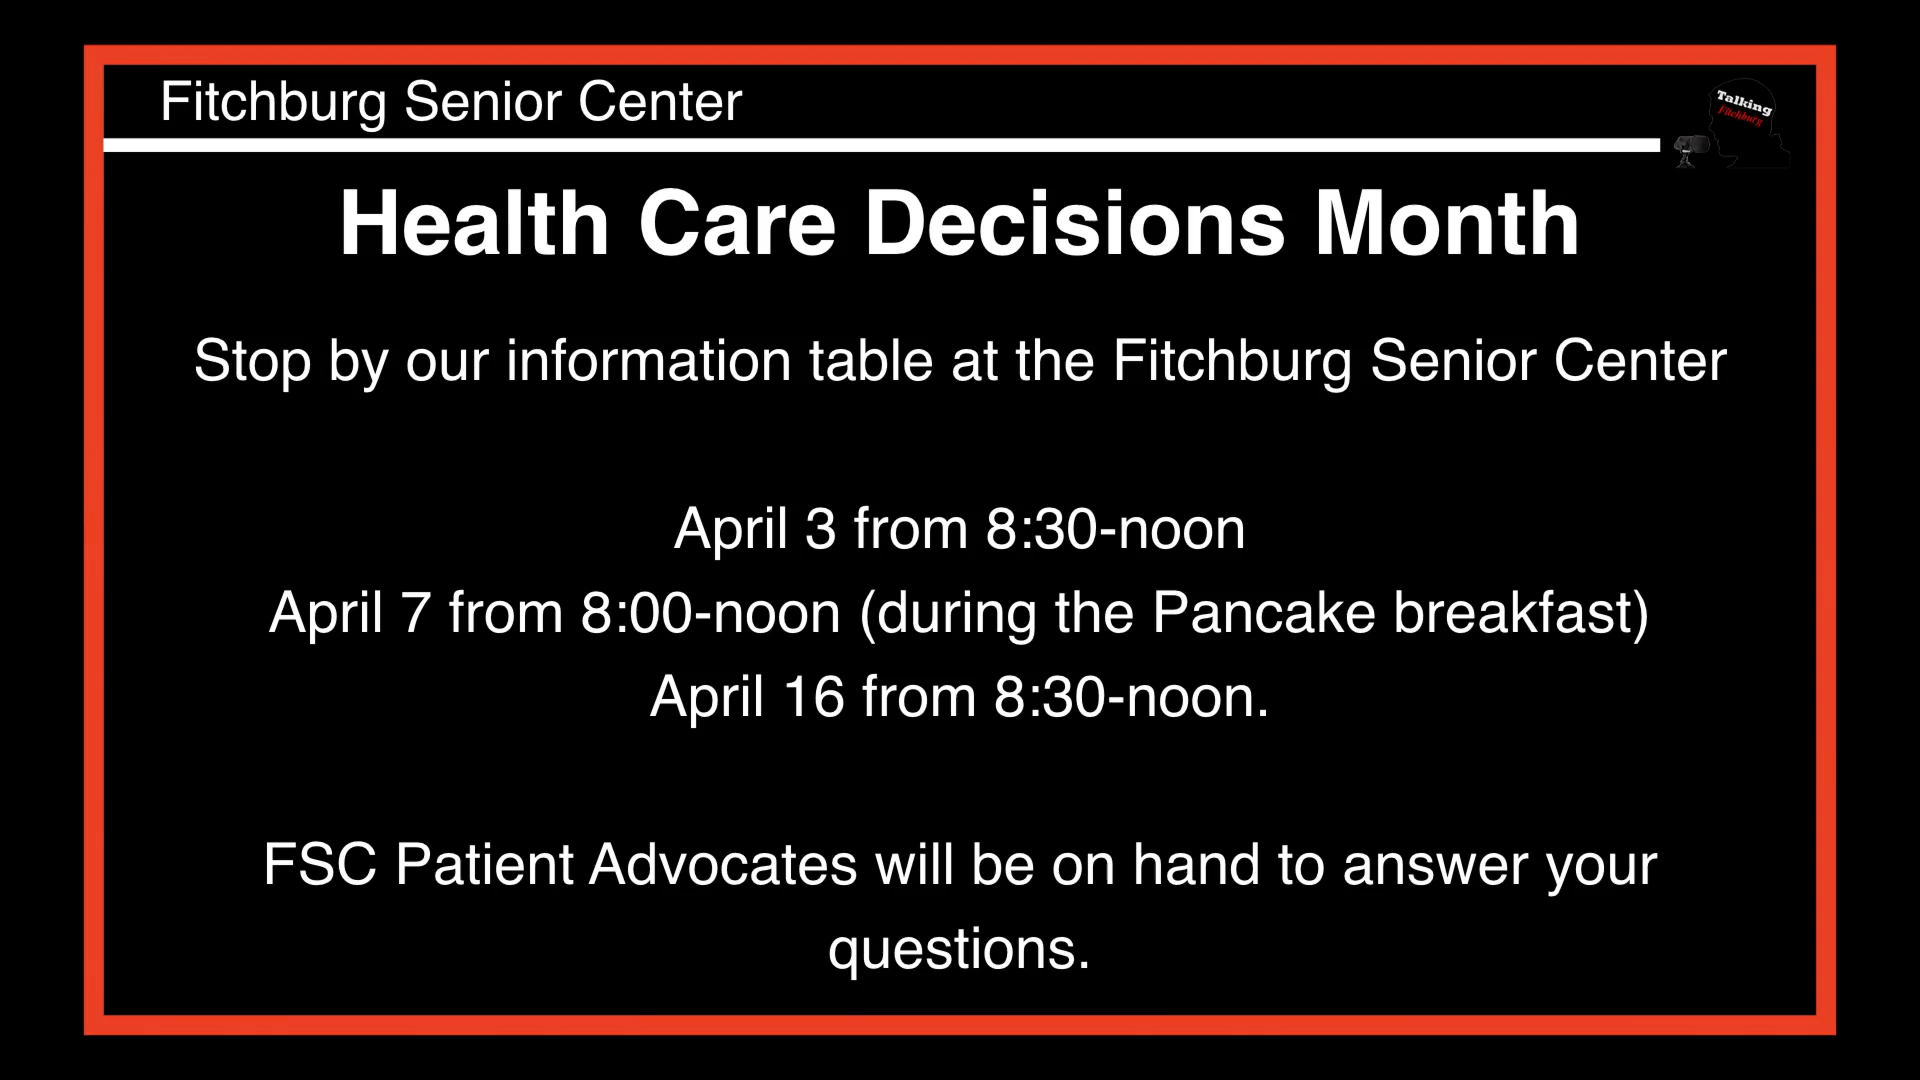 Fitchburg Senior Center
Talking
Fitchburg
Health Care Decisions Month
Stop by our information table at the Fitchburg Senior Center
April 3 from 8:30-noon
April 7 from 8:00-noon (during the Pancake breakfast)
April 16 from 8:30-noon.
FSC Patient Advocates will be on hand to answer your
questions.